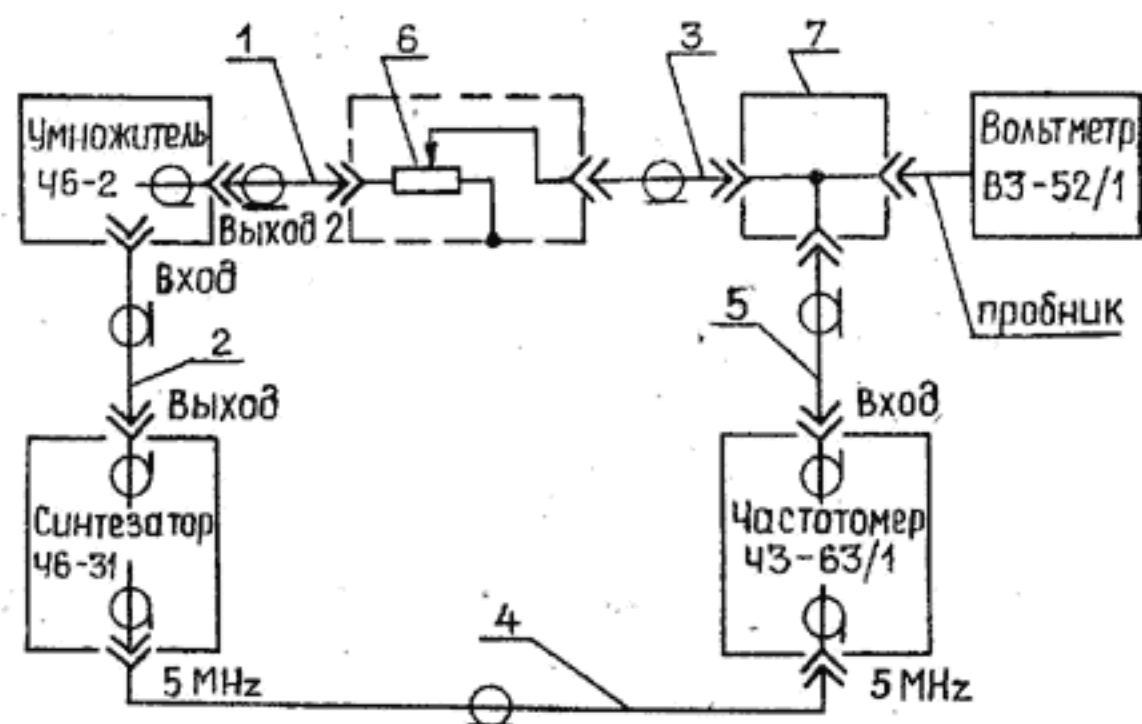 1
6
3
7
Умножитель
Ч6-2
Выход 2
Вход
Вольтметр
В3-52/1
пробник
2
5
Выход
Вход
Синтезатор
Ч6-31
Частотомер
Ч3-63/1
4
5 MHz
5 MHz